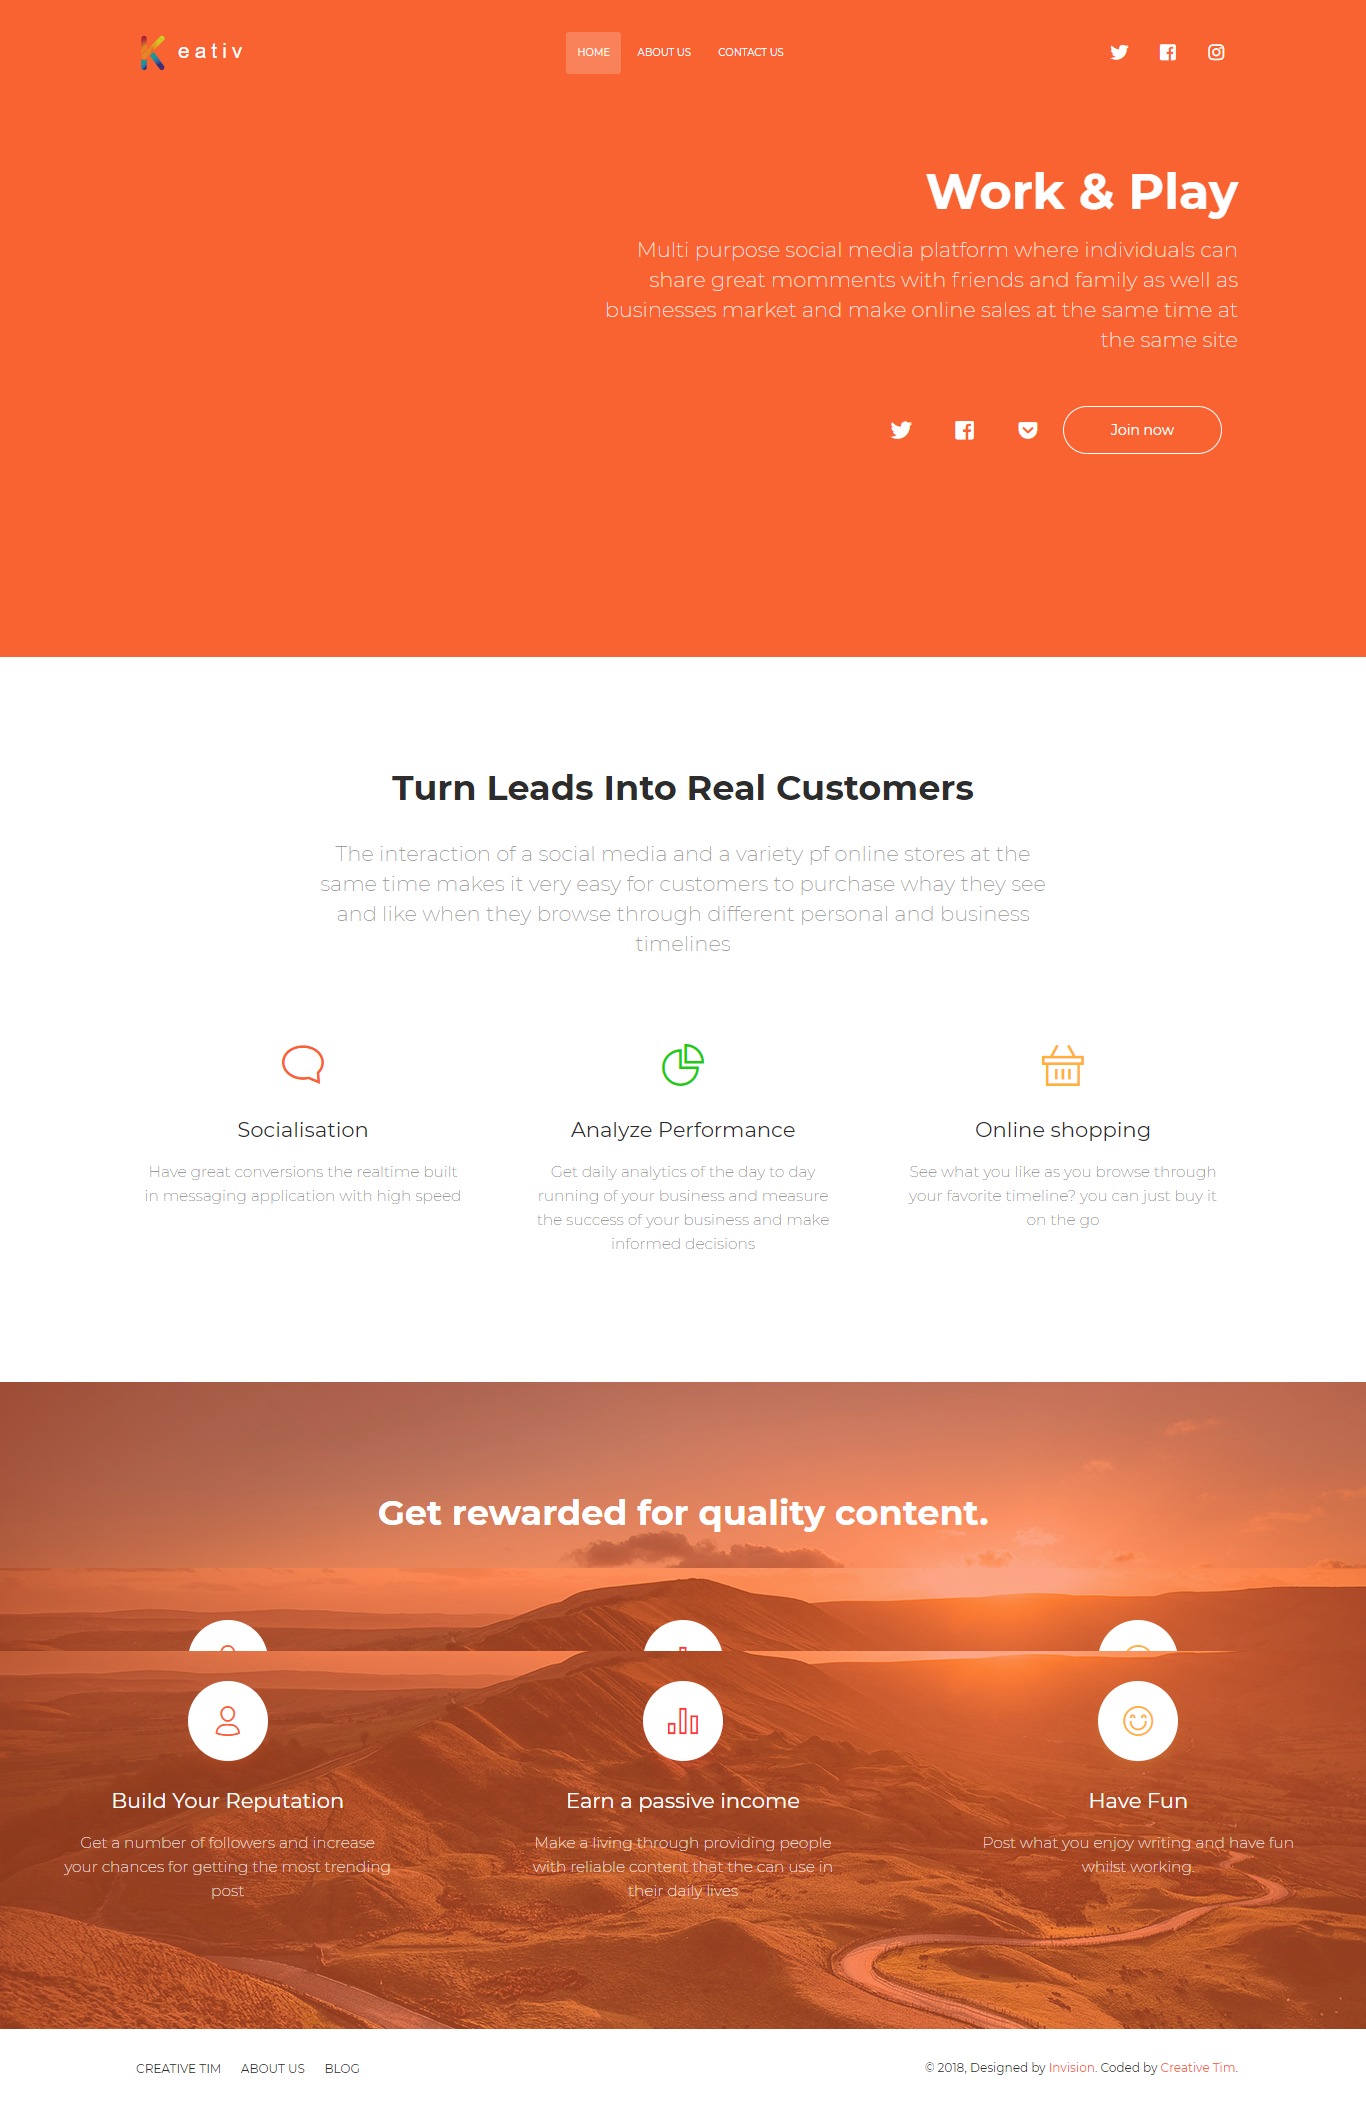 K eativ
HOME ABOUT US CONTACT US
Work & Play
Multi purpose social media platform where individuals can
share great momments with friends and family as well as
businesses market and make online sales at the same time at
the same site
Join now
Turn Leads Into Real Customers
The interaction of a social media and a variety pf online stores at the
same time makes it very easy for customers to purchase whay they see
and like when they browse through different personal and business
timelines
Socialisation
Have great conversions the realtime built
in messaging application with high speed
Analyze Performance
Get daily analytics of the day to day
running of your business and measure
the success of your business and make
informed decisions
Online shopping
See what you like as you browse through
your favorite timeline? you can just buy it
on the go
Get rewarded for quality content.
Build Your Reputation
Get a number of followers and increase
your chances for getting the most trending
post
Earn a passive income
Make a living through providing people
with reliable content that the can use in
their daily lives
Have Fun
Post what you enjoy writing and have fun
whilst working.
CREATIVE TIM ABOUT US BLOG
© 2018, Designed by Invision. Coded by Creative Tim.